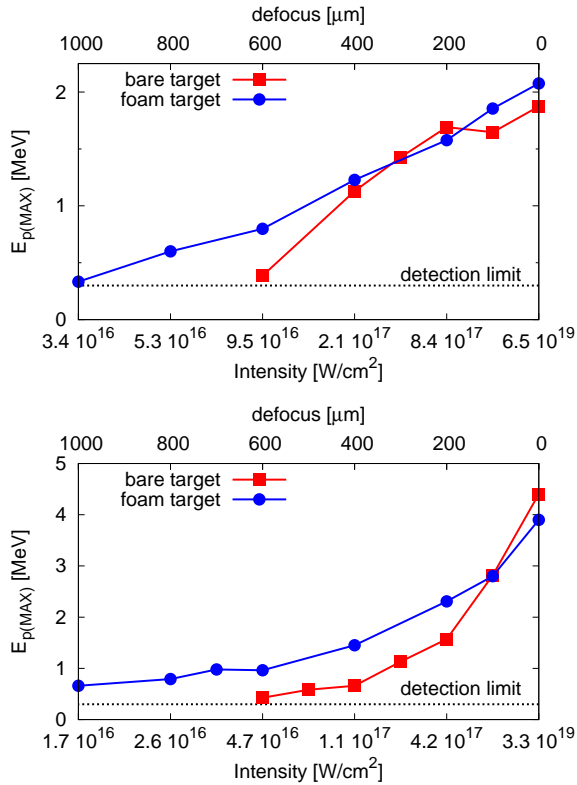 defocus [μm]
1000 800 600 400 200 0
bare target
foam target
2
1
0
E_p(MAX) [MeV]
detection limit
3.4 10^16 5.3 10^16 9.5 10^16 2.1 10^17 8.4 10^17 6.5 10^19
Intensity [W/cm^2]
defocus [μm]
1000 800 600 400 200 0
bare target
foam target
5
4
3
2
1
0
E_p(MAX) [MeV]
detection limit
1.7 10^16 2.6 10^16 4.7 10^16 1.1 10^17 4.2 10^17 3.3 10^19
Intensity [W/cm^2]